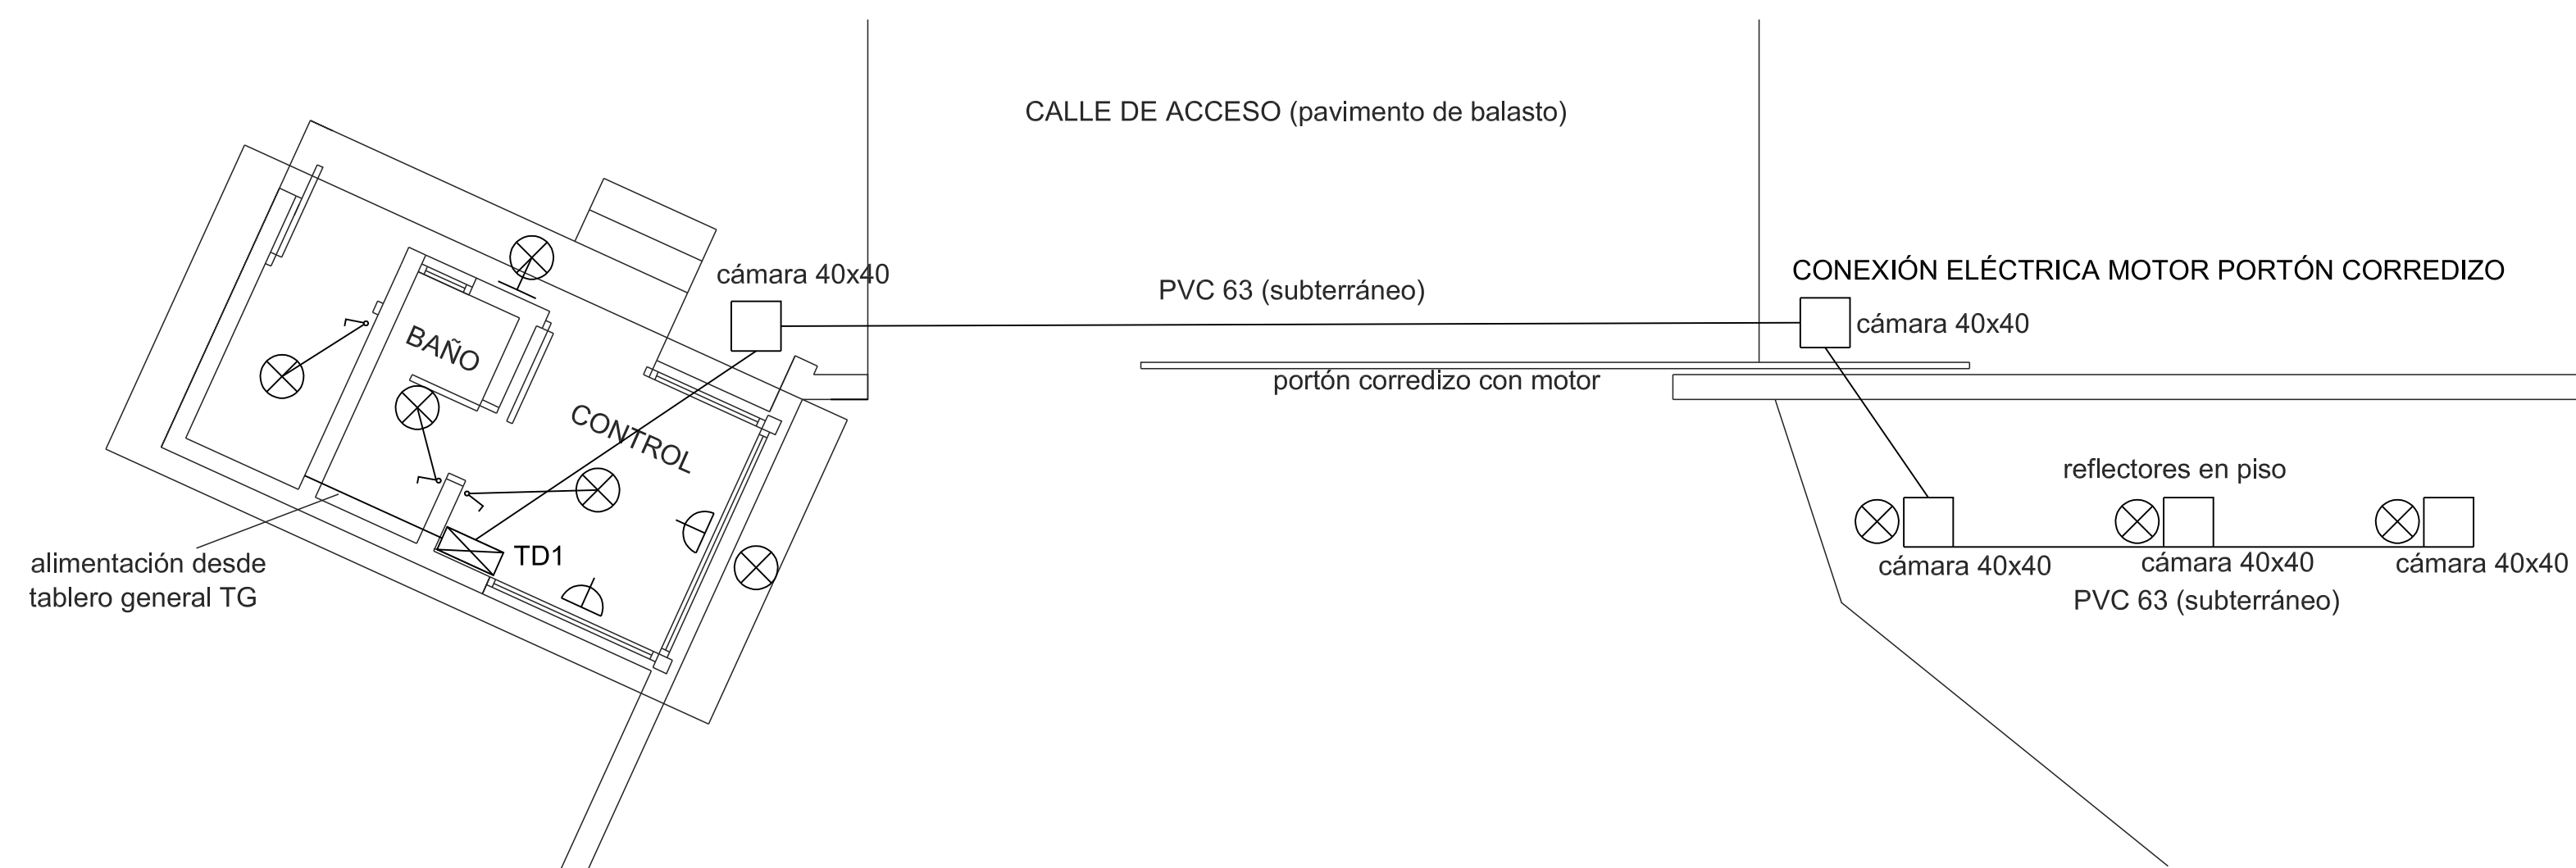 CALLE DE ACCESO (pavimento de balasto)
cámara 40x40
PVC 63 (subterráneo)
CONEXIÓN ELÉCTRICA MOTOR PORTÓN CORREDIZO
cámara 40x40
BAÑO
portón corredizo con motor
CONTROL
reflectores en piso
TD1
alimentación desde
tablero general TG
cámara 40x40
cámara 40x40
cámara 40x40
PVC 63 (subterráneo)